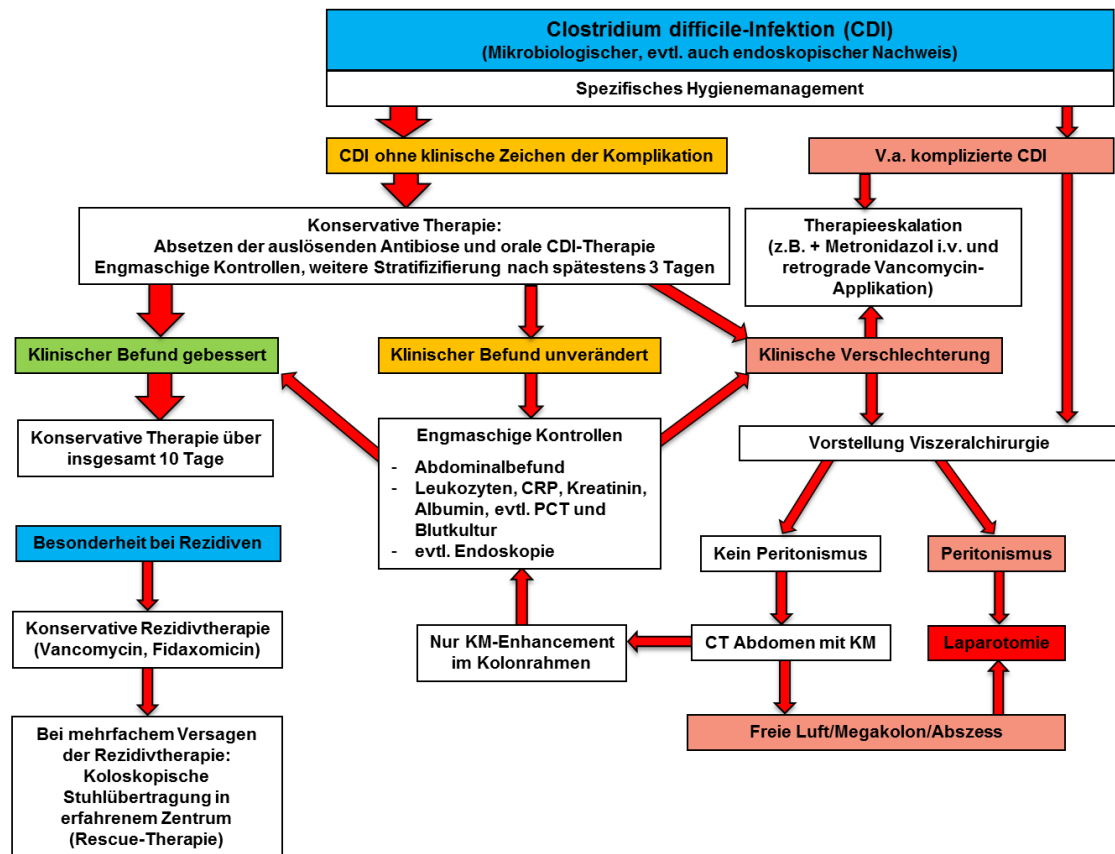 Clostridium difficile-Infektion (CDI)
(Mikrobiologischer, evtl. auch endoskopischer Nachweis)
Spezifisches Hygienemanagement
CDI ohne klinische Zeichen der Komplikation
V.a. komplizierte CDI
Konservative Therapie:
Absetzen der auslösenden Antibiose und orale CDI-Therapie
Engmaschige Kontrollen, weitere Stratifizifierung nach spätestens 3 Tagen
Therapieeskalation
(z.B. + Metronidazol i.v. und
retrograde Vancomycin-
Applikation)
Klinischer Befund gebessert
Klinischer Befund unverändert
Klinische Verschlechterung
Konservative Therapie über
insgesamt 10 Tage
Engmaschige Kontrollen
- Abdominalbefund
- Leukozyten, CRP, Kreatinin,
Albumin, evtl. PCT und
Blutkultur
- evtl. Endoskopie
Vorstellung Viszeralchirurgie
Besonderheit bei Rezidiven
Kein Peritonismus
Peritonismus
Konservative Rezidivtherapie
(Vancomycin, Fidaxomicin)
Nur KM-Enhancement
im Kolonrahmen
CT Abdomen mit KM
Laparotomie
Freie Luft/Megakolon/Abszess
Bei mehrfachem Versagen
der Rezidivtherapie:
Koloskopische
Stuhlübertragung in
erfahrenem Zentrum
(Rescue-Therapie)